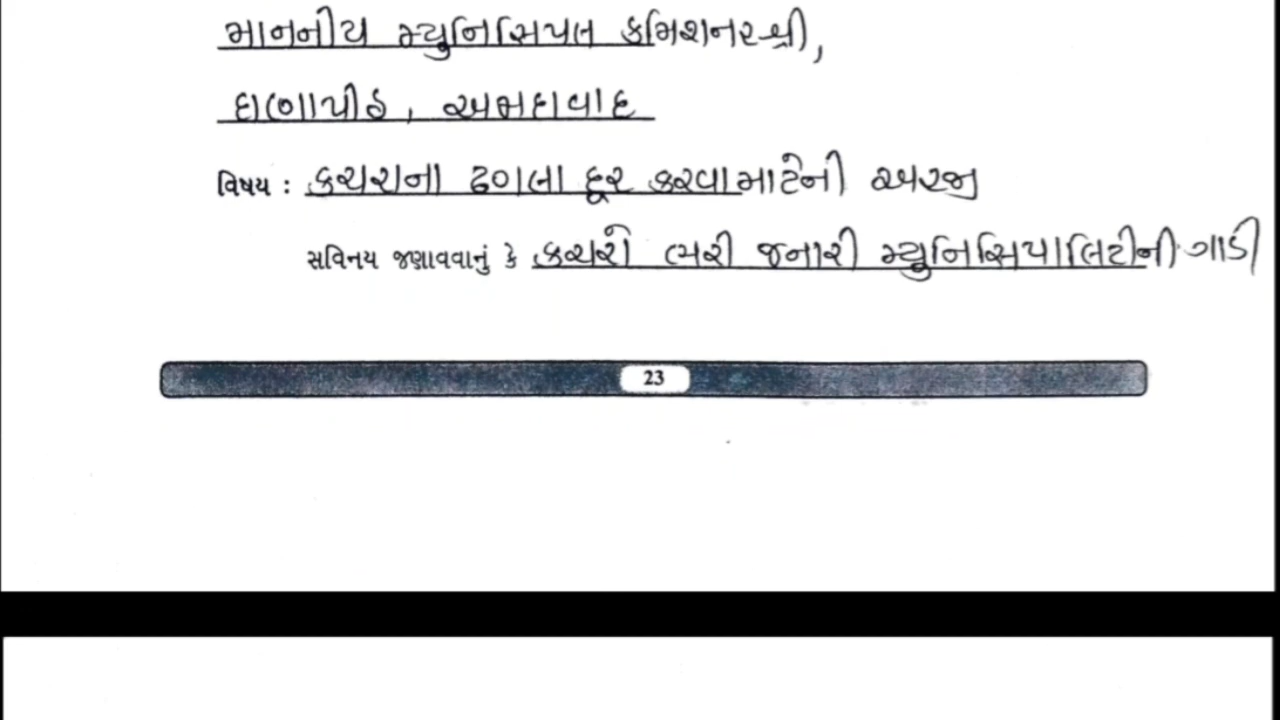 માનનીય મ્યુનિસિપલ કમિશનરશ્રી,
દાણાપીઠ, અમદાવાદ
વિષય : કચરાના ઢગલા દૂર કરવા માટેની અરજી
સવિનય જણાવવાનું કે કચરો ભરી જનારી મ્યુનિસિપાલિટીની ગાડી
23